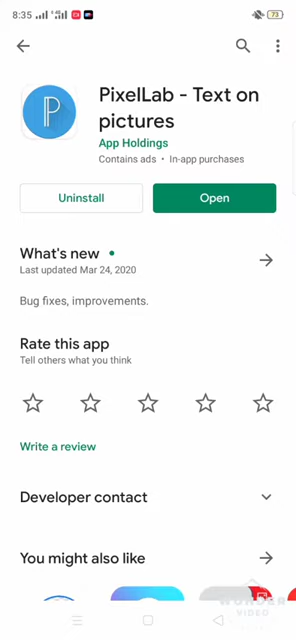 8:35
73
PixelLab - Text on
pictures
App Holdings
Contains ads • In-app purchases
Uninstall
Open
What's new
Last updated Mar 24, 2020
Bug fixes, improvements.
Rate this app
Tell others what you think
Write a review
Developer contact
You might also like
WONDER
VIDEO